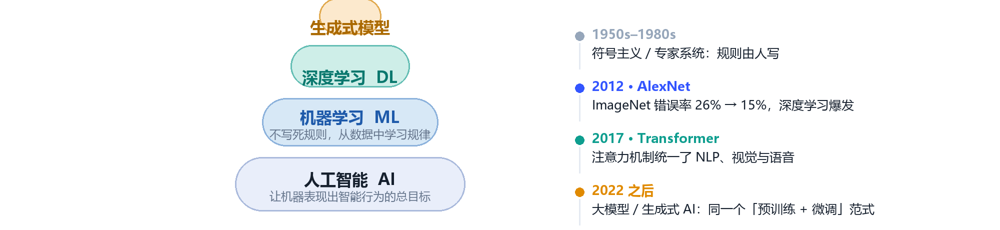 生成式模型
深度学习 DL
机器学习 ML
不写死规则，从数据中学习规律
人工智能 AI
让机器表现出智能行为的总目标
1950s–1980s
符号主义 / 专家系统：规则由人写
2012 • AlexNet
ImageNet 错误率 26% → 15%，深度学习爆发
2017 • Transformer
注意力机制统一了 NLP、视觉与语音
2022 之后
大模型 / 生成式 AI：同一个「预训练 + 微调」范式